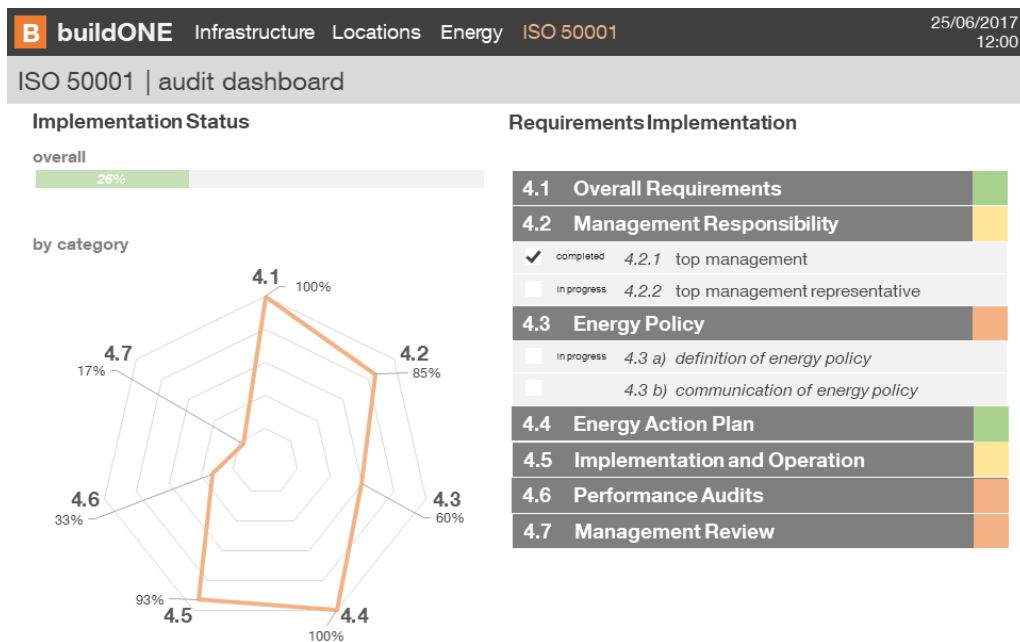 B buildONE Infrastructure Locations Energy ISO 50001 25/06/2017
12:00
ISO 50001 | audit dashboard
Implementation Status
overall
26%
by category
4.1
100%
4.2
85%
4.3
60%
4.4
100%
4.5
93%
4.6
33%
4.7
17%
Requirements Implementation
4.1 Overall Requirements
4.2 Management Responsibility
completed 4.2.1 top management
in progress 4.2.2 top management representative
4.3 Energy Policy
in progress 4.3 a) definition of energy policy
4.3 b) communication of energy policy
4.4 Energy Action Plan
4.5 Implementation and Operation
4.6 Performance Audits
4.7 Management Review